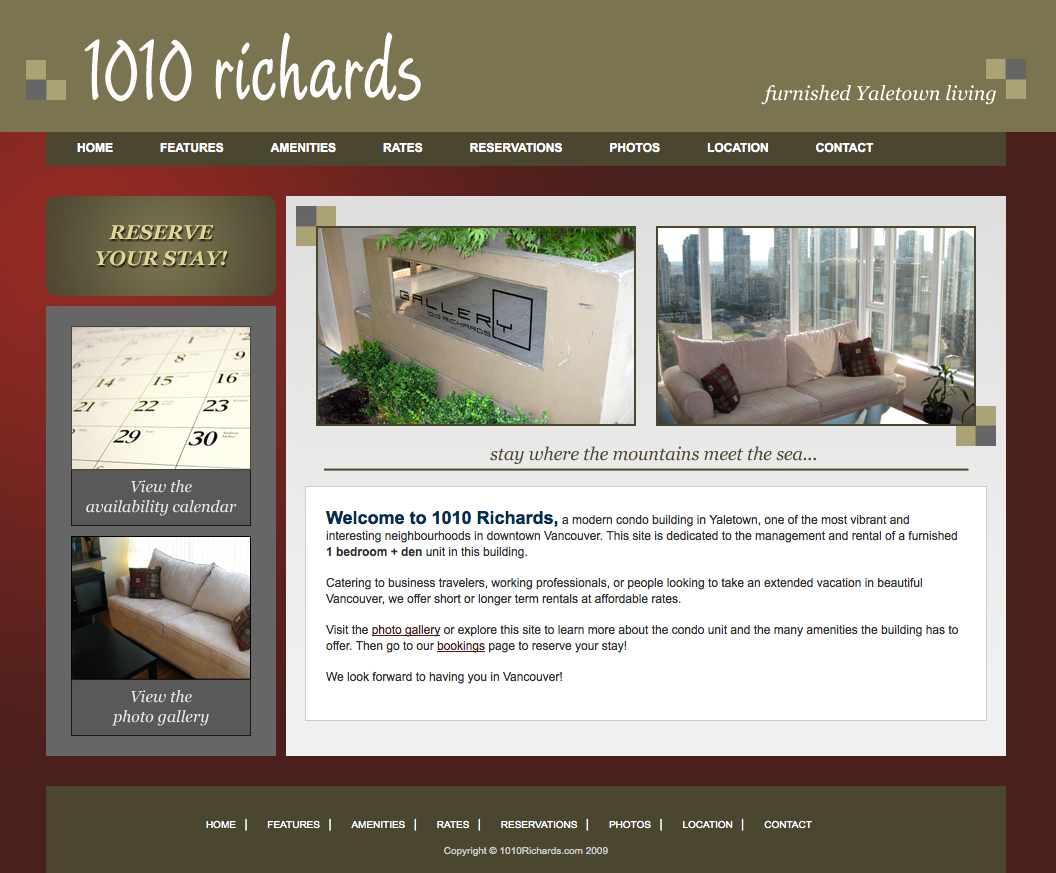 1010 richards
furnished Yaletown living
HOME FEATURES AMENITIES RATES RESERVATIONS PHOTOS LOCATION CONTACT
RESERVE
YOUR STAY!
1
7 8 9
14 15 16
21 22 23
29 30
View the
availability calendar
View the
photo gallery
GALLERY
1010 RICHARDS
stay where the mountains meet the sea...
Welcome to 1010 Richards, a modern condo building in Yaletown, one of the most vibrant and
interesting neighbourhoods in downtown Vancouver. This site is dedicated to the management and rental of a furnished
1 bedroom + den unit in this building.
Catering to business travelers, working professionals, or people looking to take an extended vacation in beautiful
Vancouver, we offer short or longer term rentals at affordable rates.
Visit the photo gallery or explore this site to learn more about the condo unit and the many amenities the building has to
offer. Then go to our bookings page to reserve your stay!
We look forward to having you in Vancouver!
HOME | FEATURES | AMENITIES | RATES | RESERVATIONS | PHOTOS | LOCATION | CONTACT
Copyright © 1010Richards.com 2009